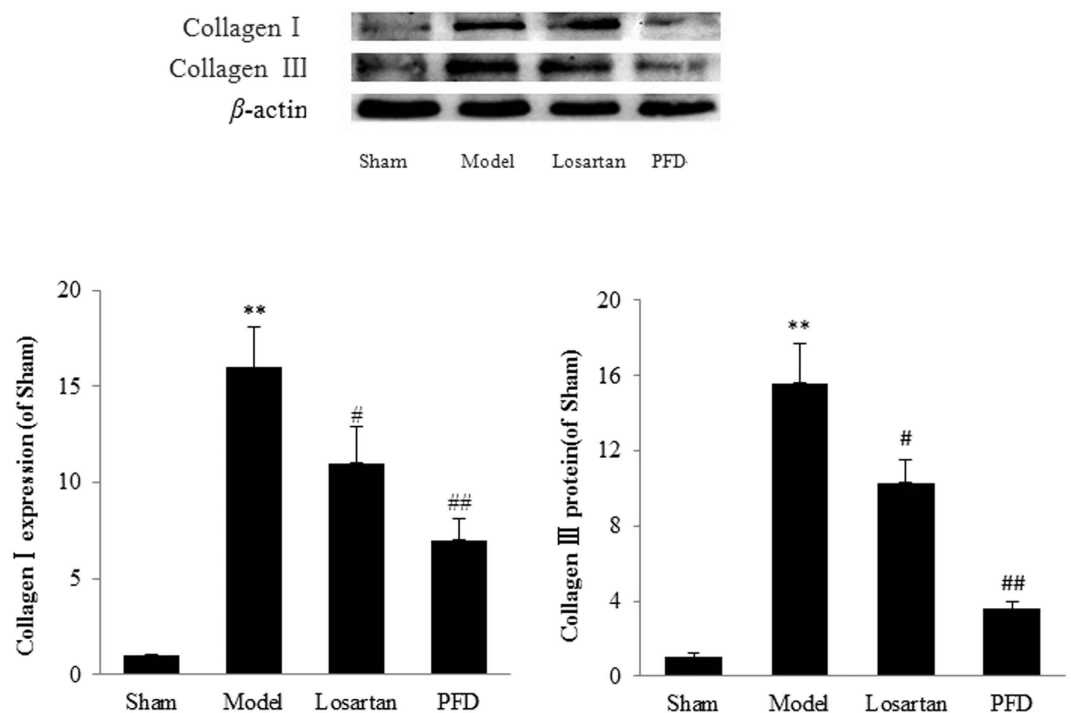 Collagen I
Collagen III
β-actin
Sham Model Losartan PFD
Collagen I expression(of Sham)
20
15
10
5
0
**
#
##
Sham Model Losartan PFD
Collagen III protein(of Sham)
20
16
12
8
4
0
**
#
##
Sham Model Losartan PFD